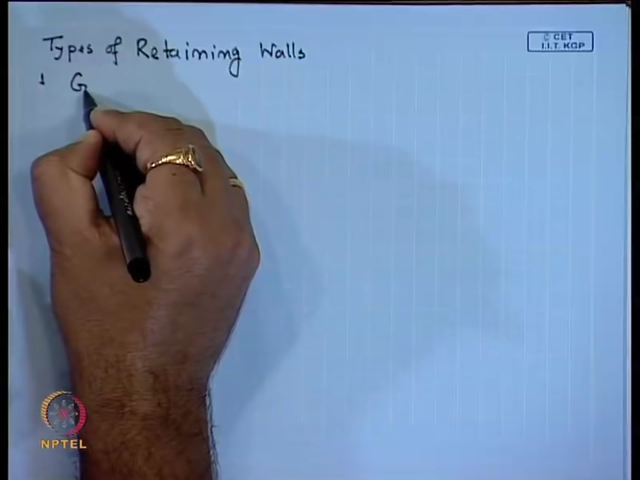 Types of Retaining Walls
© CET
I.I.T. KGP
1 G
NPTEL